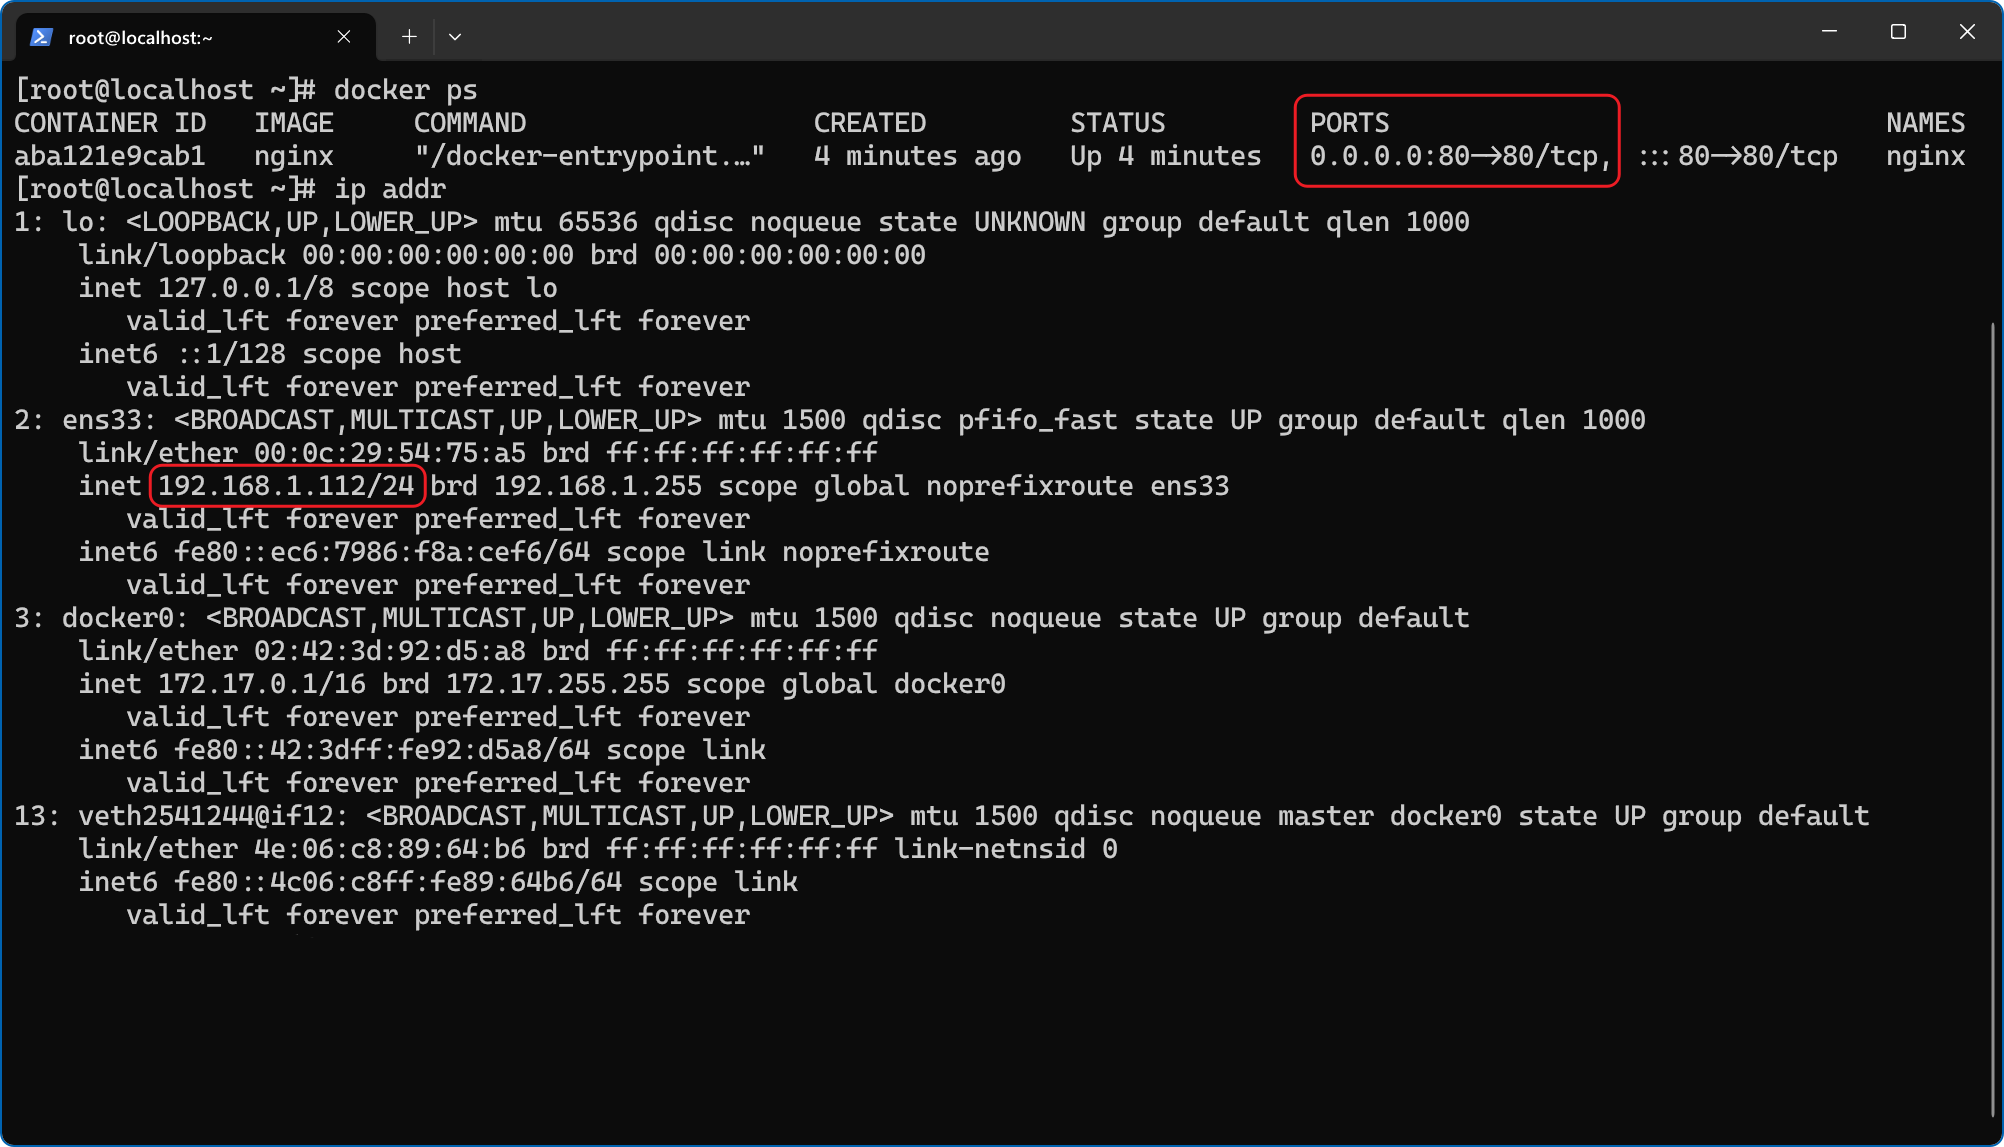 root@localhost:~
[root@localhost ~]# docker ps
CONTAINER ID   IMAGE     COMMAND                  CREATED         STATUS         PORTS                               NAMES
aba121e9cab1   nginx     "/docker-entrypoint.…"   4 minutes ago   Up 4 minutes   0.0.0.0:80->80/tcp, :::80->80/tcp   nginx
[root@localhost ~]# ip addr
1: lo: <LOOPBACK,UP,LOWER_UP> mtu 65536 qdisc noqueue state UNKNOWN group default qlen 1000
    link/loopback 00:00:00:00:00:00 brd 00:00:00:00:00:00
    inet 127.0.0.1/8 scope host lo
       valid_lft forever preferred_lft forever
    inet6 ::1/128 scope host
       valid_lft forever preferred_lft forever
2: ens33: <BROADCAST,MULTICAST,UP,LOWER_UP> mtu 1500 qdisc pfifo_fast state UP group default qlen 1000
    link/ether 00:0c:29:54:75:a5 brd ff:ff:ff:ff:ff:ff
    inet 192.168.1.112/24 brd 192.168.1.255 scope global noprefixroute ens33
       valid_lft forever preferred_lft forever
    inet6 fe80::ec6:7986:f8a:cef6/64 scope link noprefixroute
       valid_lft forever preferred_lft forever
3: docker0: <BROADCAST,MULTICAST,UP,LOWER_UP> mtu 1500 qdisc noqueue state UP group default
    link/ether 02:42:3d:92:d5:a8 brd ff:ff:ff:ff:ff:ff
    inet 172.17.0.1/16 brd 172.17.255.255 scope global docker0
       valid_lft forever preferred_lft forever
    inet6 fe80::42:3dff:fe92:d5a8/64 scope link
       valid_lft forever preferred_lft forever
13: veth2541244@if12: <BROADCAST,MULTICAST,UP,LOWER_UP> mtu 1500 qdisc noqueue master docker0 state UP group default
    link/ether 4e:06:c8:89:64:b6 brd ff:ff:ff:ff:ff:ff link-netnsid 0
    inet6 fe80::4c06:c8ff:fe89:64b6/64 scope link
       valid_lft forever preferred_lft forever